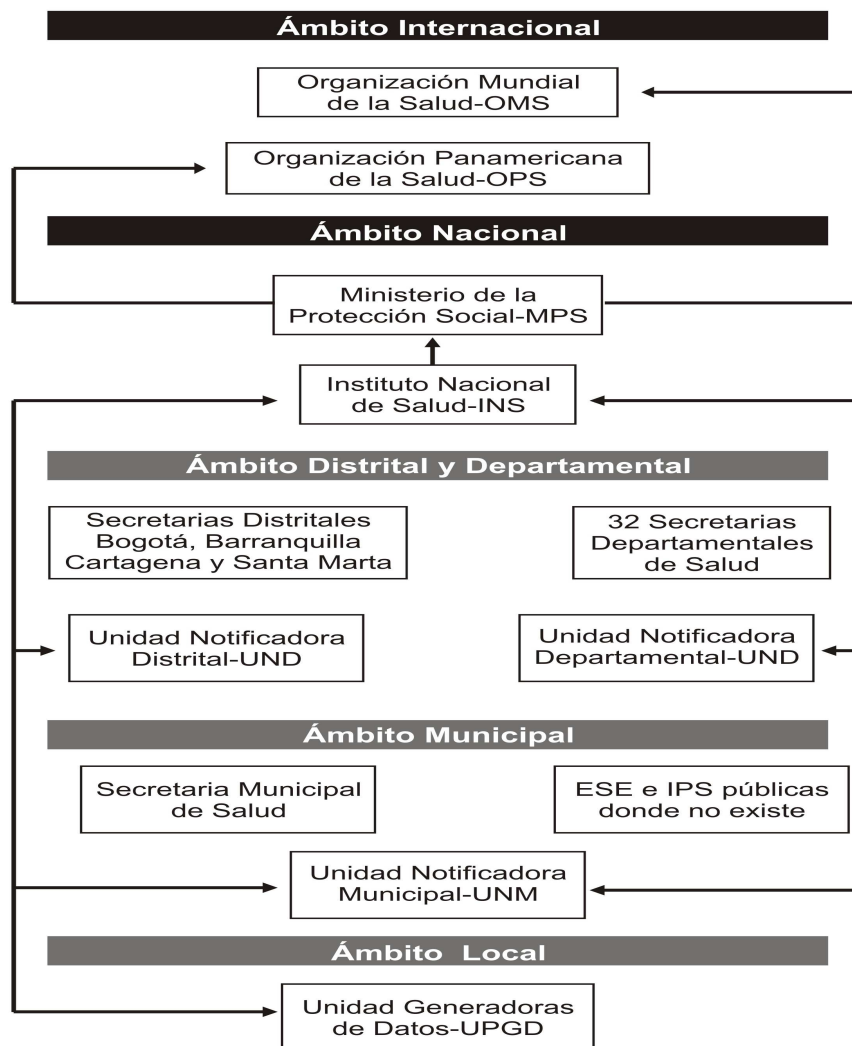 Ámbito Internacional
Organización Mundial
de la Salud-OMS
Organización Panamericana
de la Salud-OPS
Ámbito Nacional
Ministerio de la
Protección Social-MPS
Instituto Nacional
de Salud-INS
Ámbito Distrital y Departamental
Secretarias Distritales
Bogotá, Barranquilla
Cartagena y Santa Marta
32 Secretarias
Departamentales
de Salud
Unidad Notificadora
Distrital-UND
Unidad Notificadora
Departamental-UND
Ámbito Municipal
Secretaria Municipal
de Salud
ESE e IPS públicas
donde no existe
Unidad Notificadora
Municipal-UNM
Ámbito Local
Unidad Generadoras
de Datos-UPGD